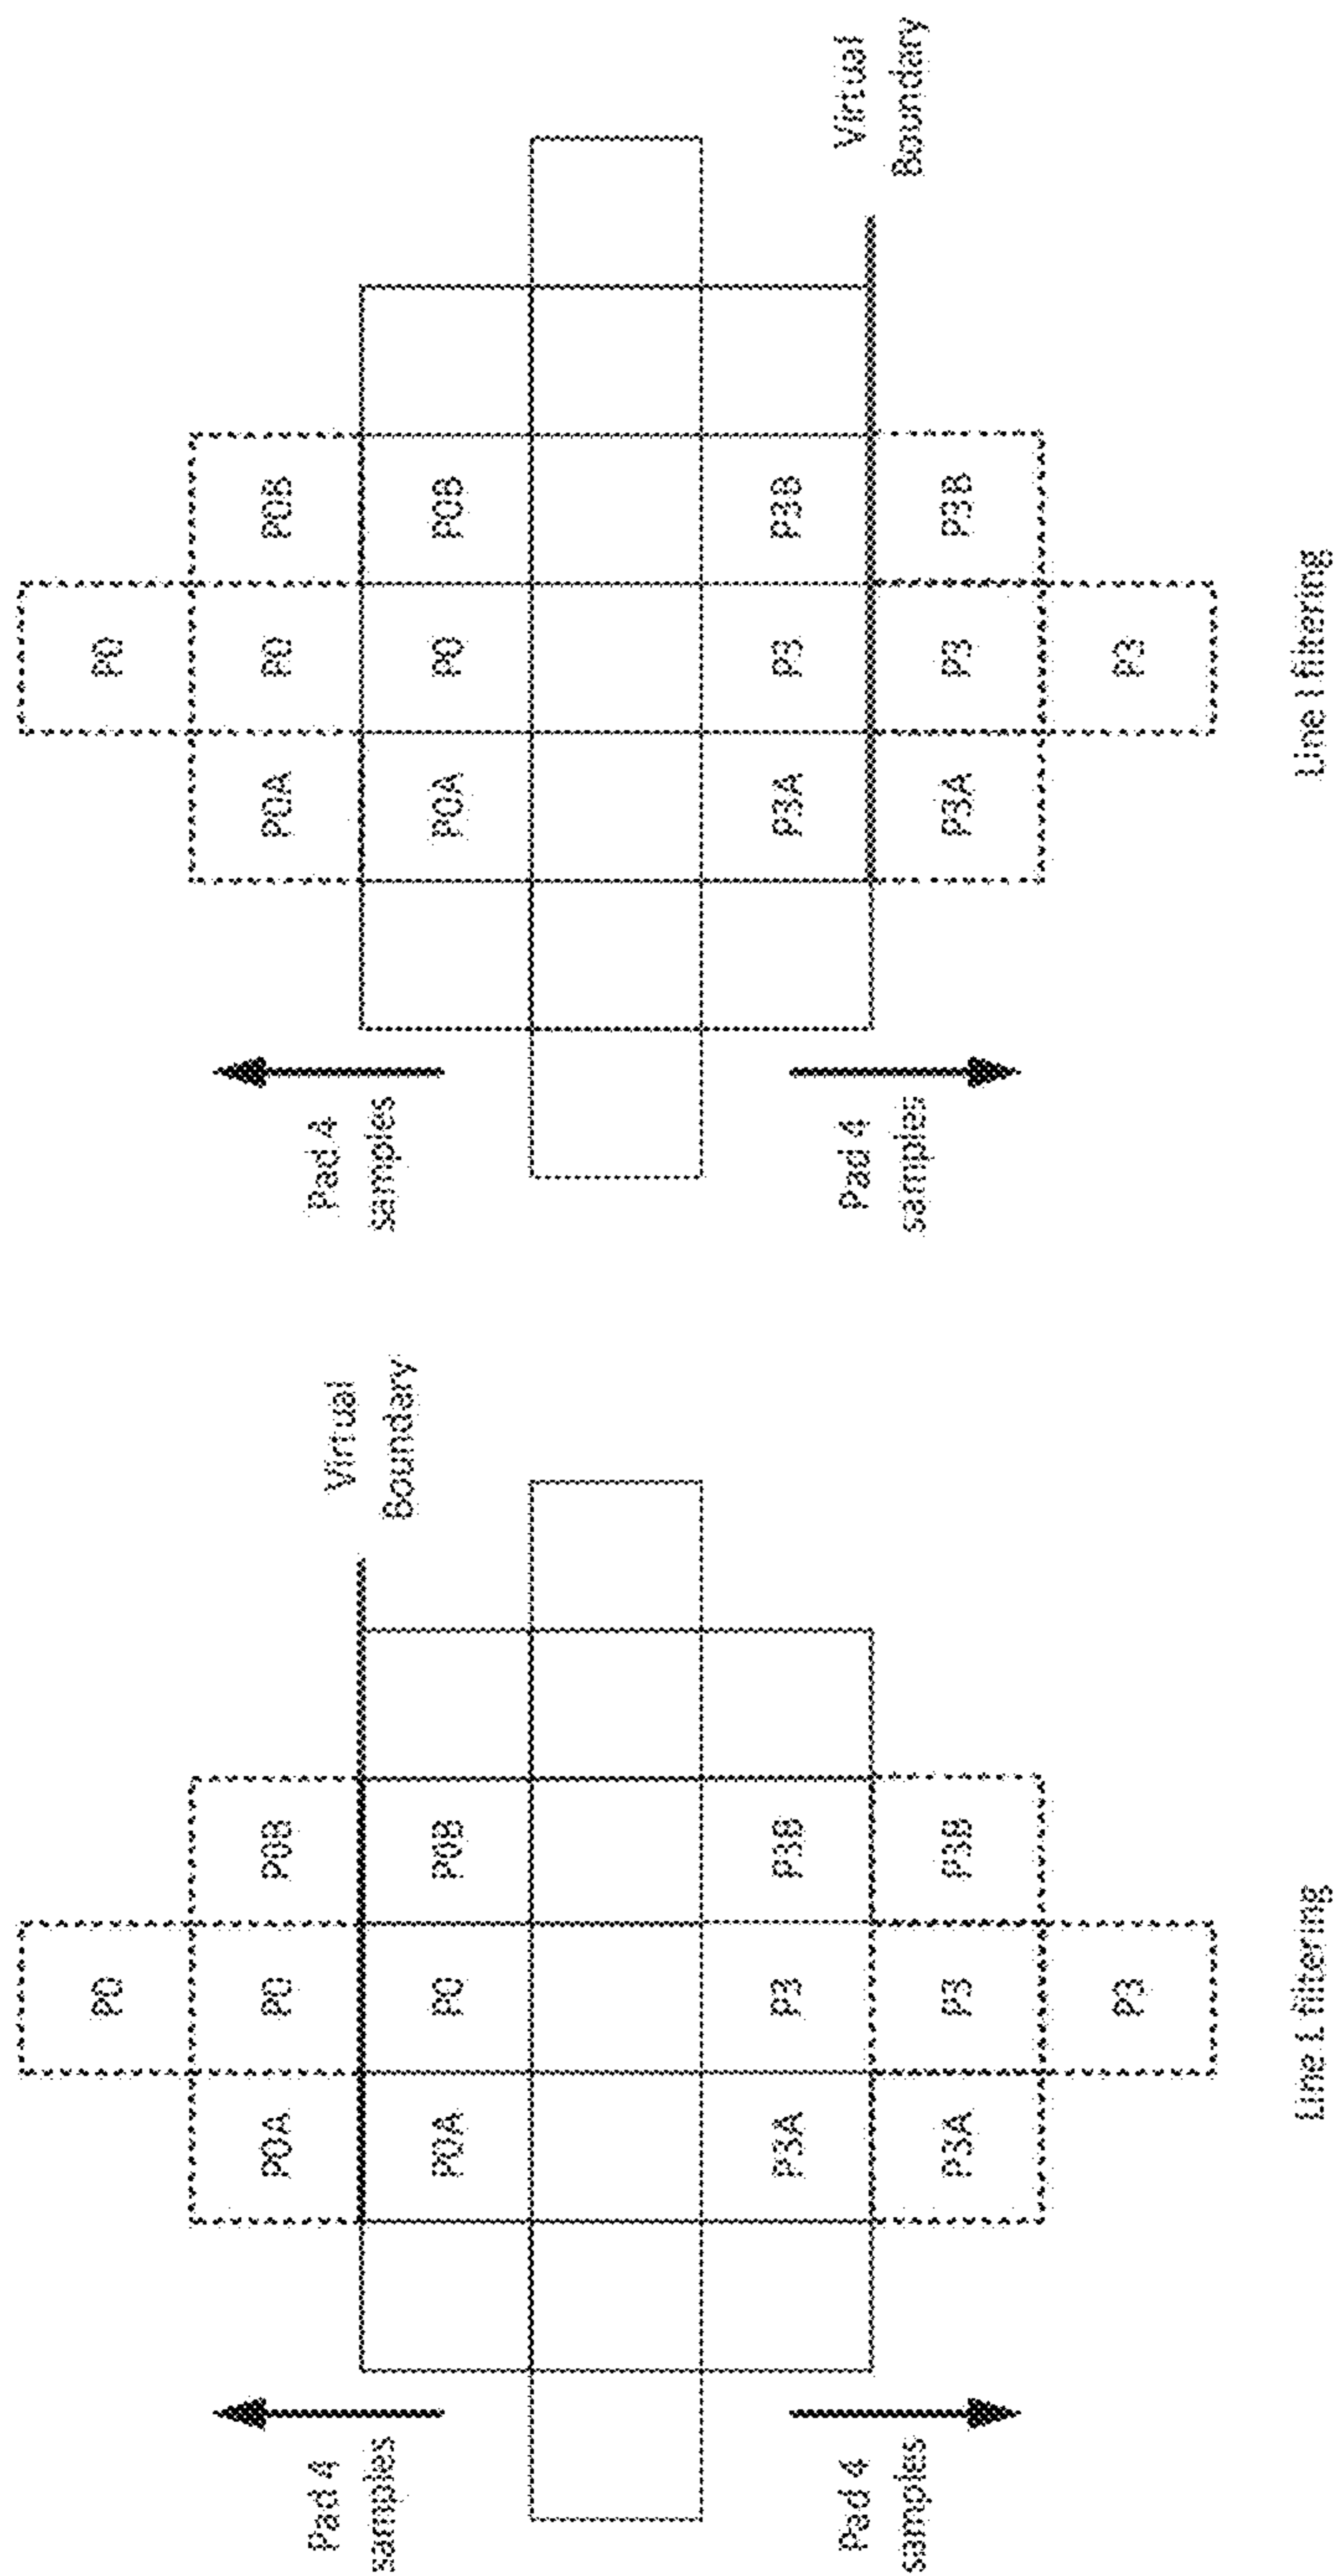 P0
P0A P0 P0B
Pad 4
samples
Virtual
Boundary
P0A P0 P0B
P3A P3 P3B
Pad 4
samples
P3A P3 P3B
P3
Line L filtering
P0
P0A P0 P0B
Pad 4
samples
P0A P0 P0B
P3A P3 P3B
Virtual
Boundary
Pad 4
samples
P3A P3 P3B
P3
Line I filtering